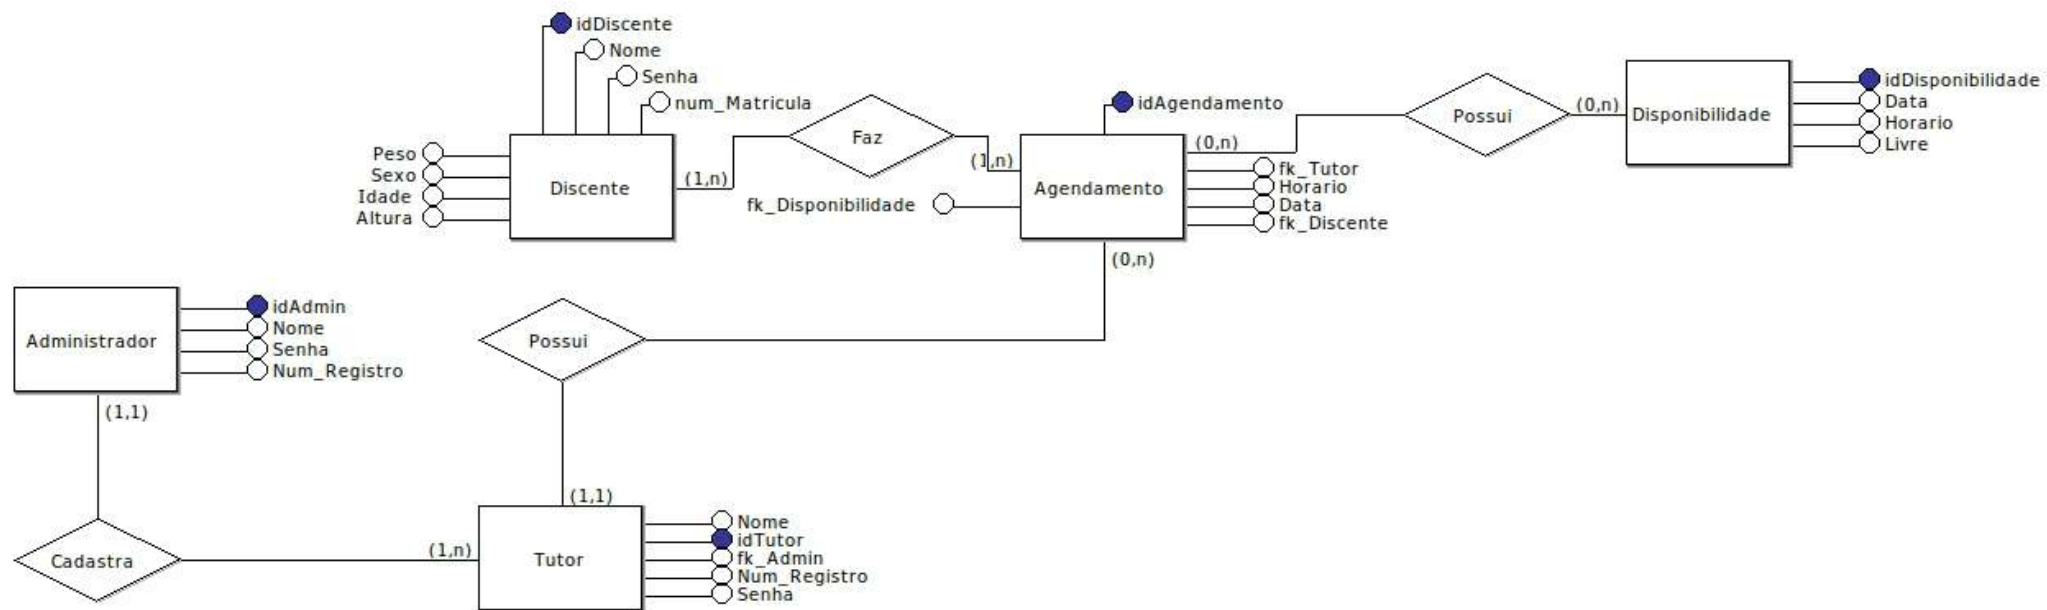 idDiscente
Nome
Senha
num_Matricula
Peso
Sexo
Idade
Altura
Discente
(1,n)
Faz
(1,n)
idAgendamento
Agendamento
fk_Disponibilidade
(0,n)
fk_Tutor
Horario
Data
fk_Discente
(0,n)
Possui
(0,n)
Disponibilidade
idDisponibilidade
Data
Horario
Livre
Administrador
idAdmin
Nome
Senha
Num_Registro
(1,1)
Possui
(1,1)
Cadastra
(1,n)
Tutor
Nome
idTutor
fk_Admin
Num_Registro
Senha